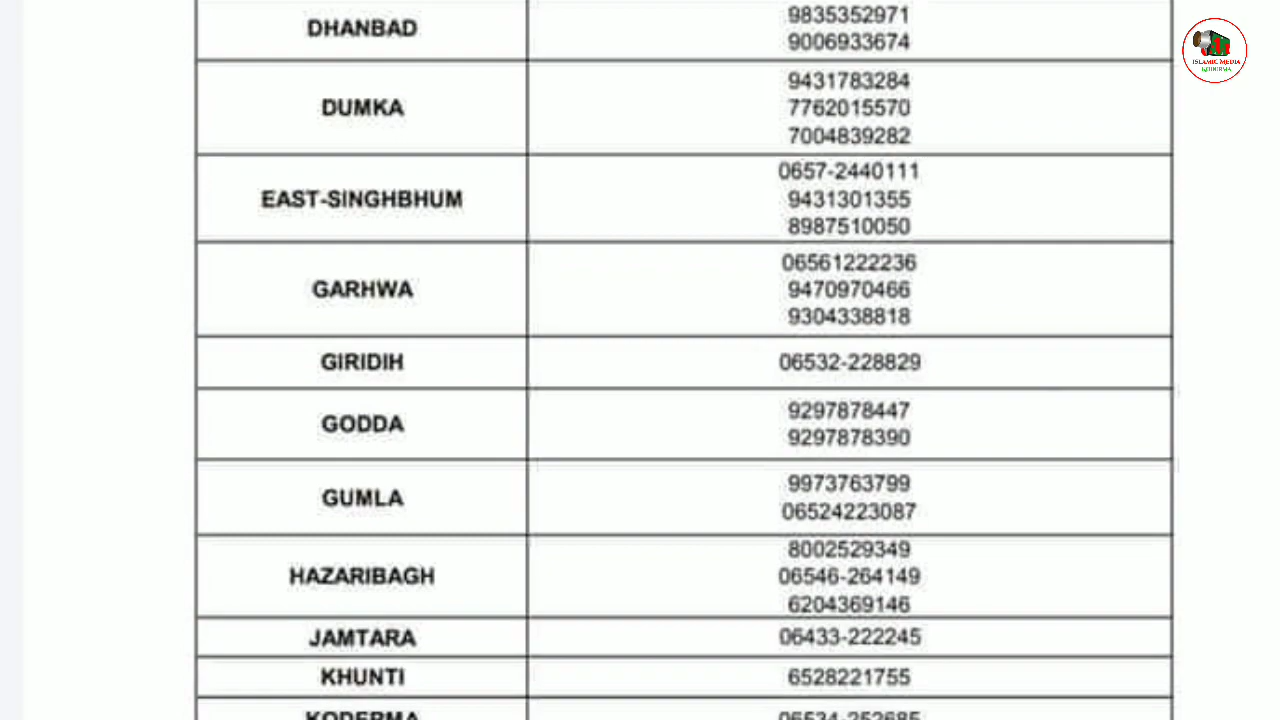 DHANBAD
9835352971
9006933674
DUMKA
9431783284
7762015570
7004839282
EAST-SINGHBHUM
0657-2440111
9431301355
8987510050
GARHWA
06561222236
9470970466
9304338818
GIRIDIH
06532-228829
GODDA
9297878447
9297878390
GUMLA
9973763799
06524223087
HAZARIBAGH
8002529349
06546-264149
6204369146
JAMTARA
06433-222245
KHUNTI
6528221755
KODERMA
06534-252685
ISLAMIC MEDIA
KODERMA